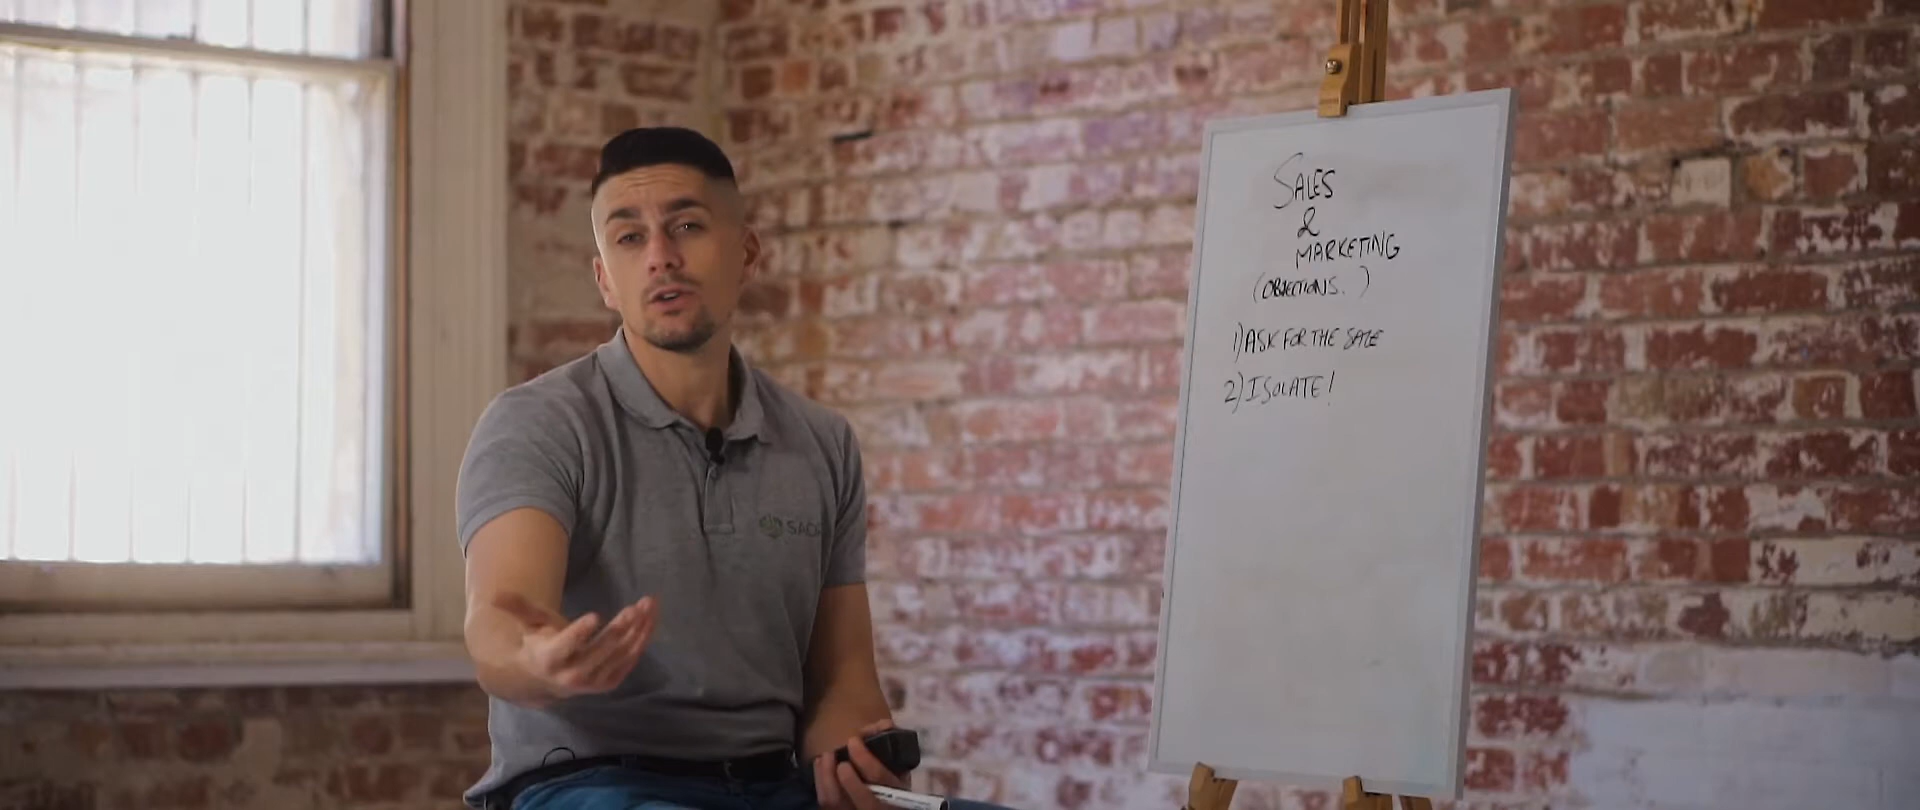 SALES
&
MARKETING
(OBJECTIONS.)
1) ASK FOR THE SALE
2) ISOLATE!